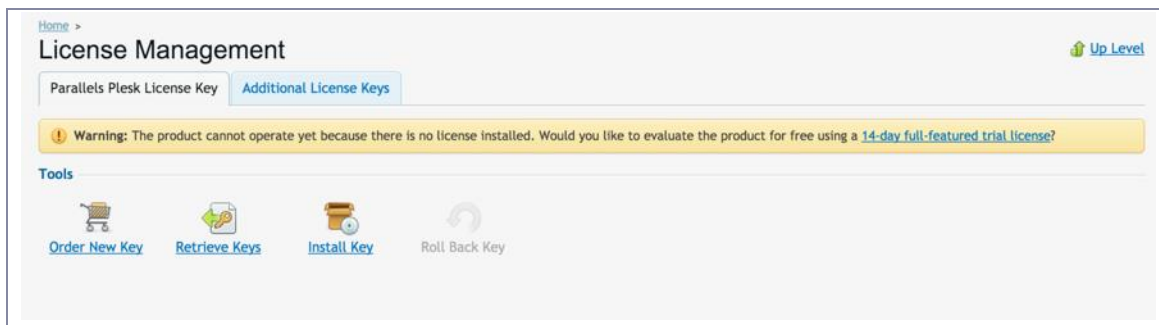 Home >
License Management
Up Level
Parallels Plesk License Key
Additional License Keys
Warning: The product cannot operate yet because there is no license installed. Would you like to evaluate the product for free using a 14-day full-featured trial license?
Tools
Order New Key
Retrieve Keys
Install Key
Roll Back Key